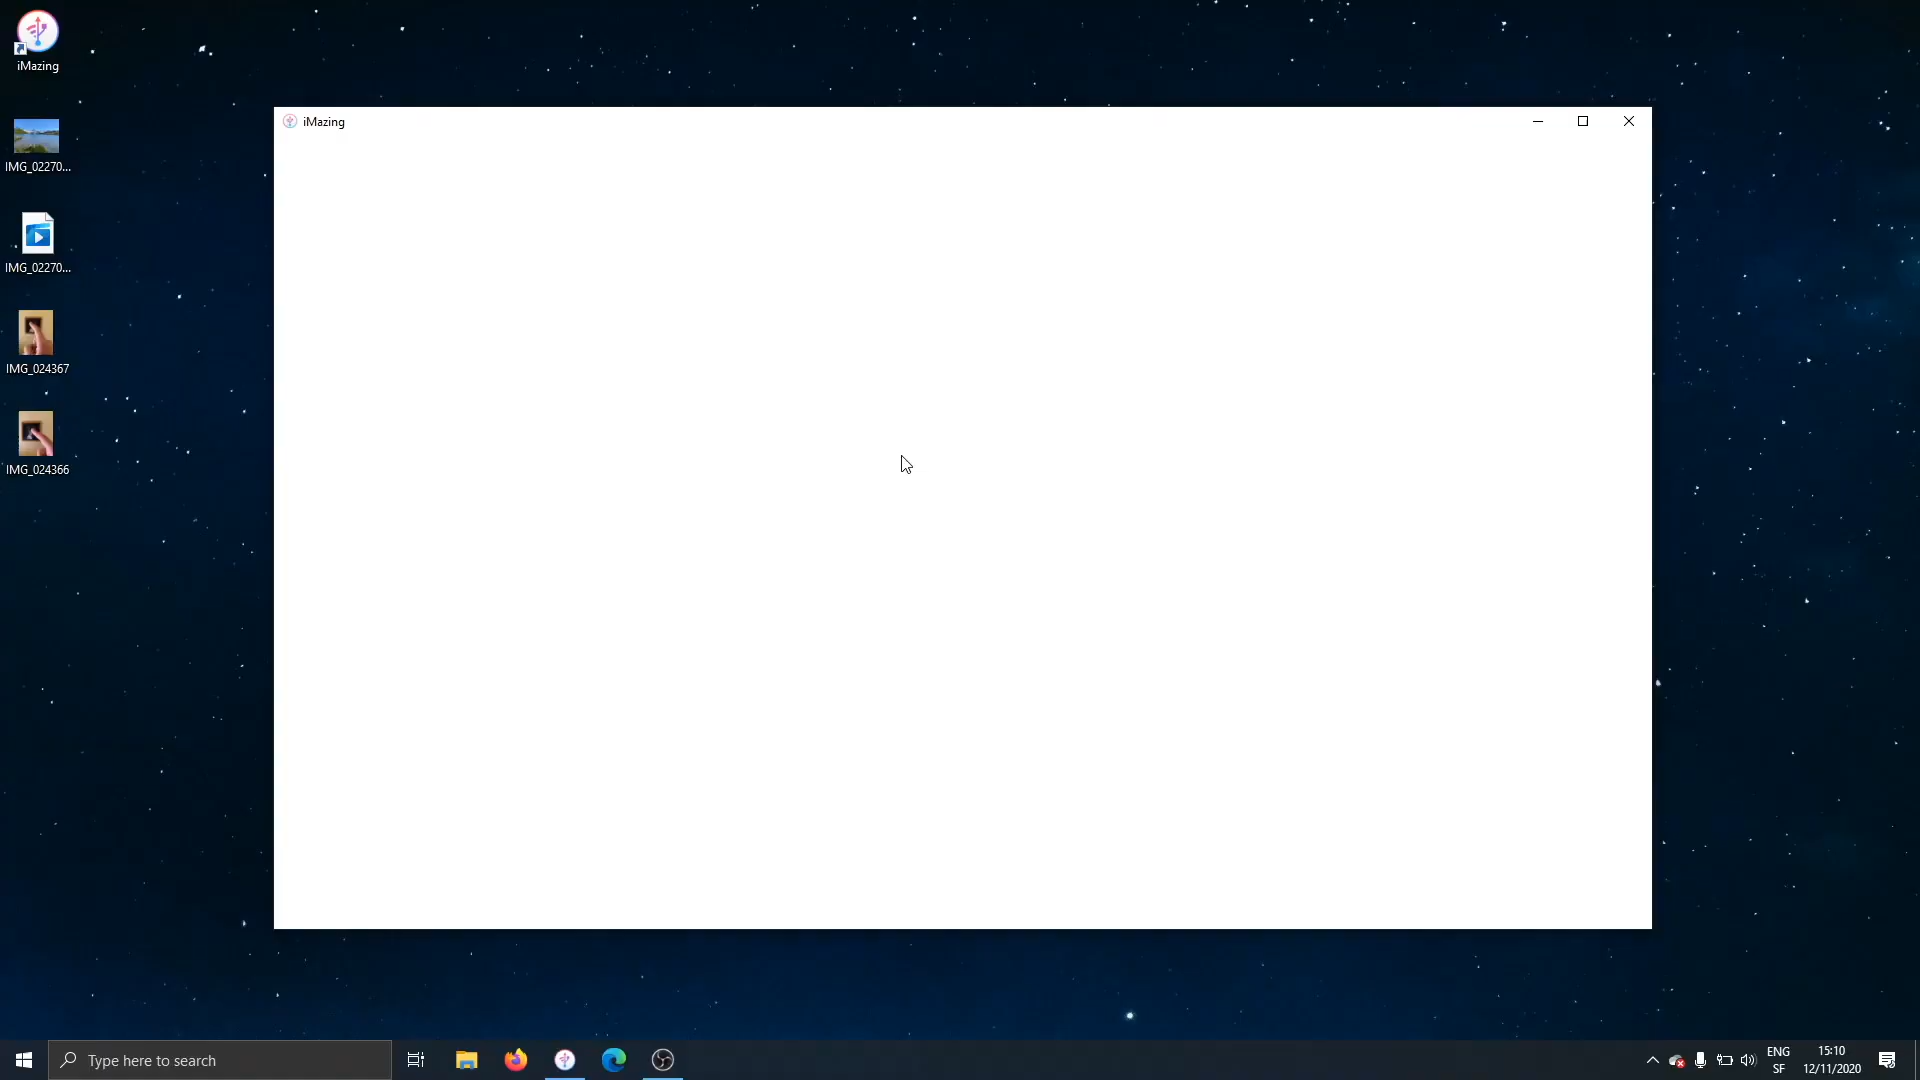 iMazing
IMG_02270...
IMG_02270...
IMG_024367
IMG_024366
iMazing
Type here to search
ENG
SF
15:10
12/11/2020